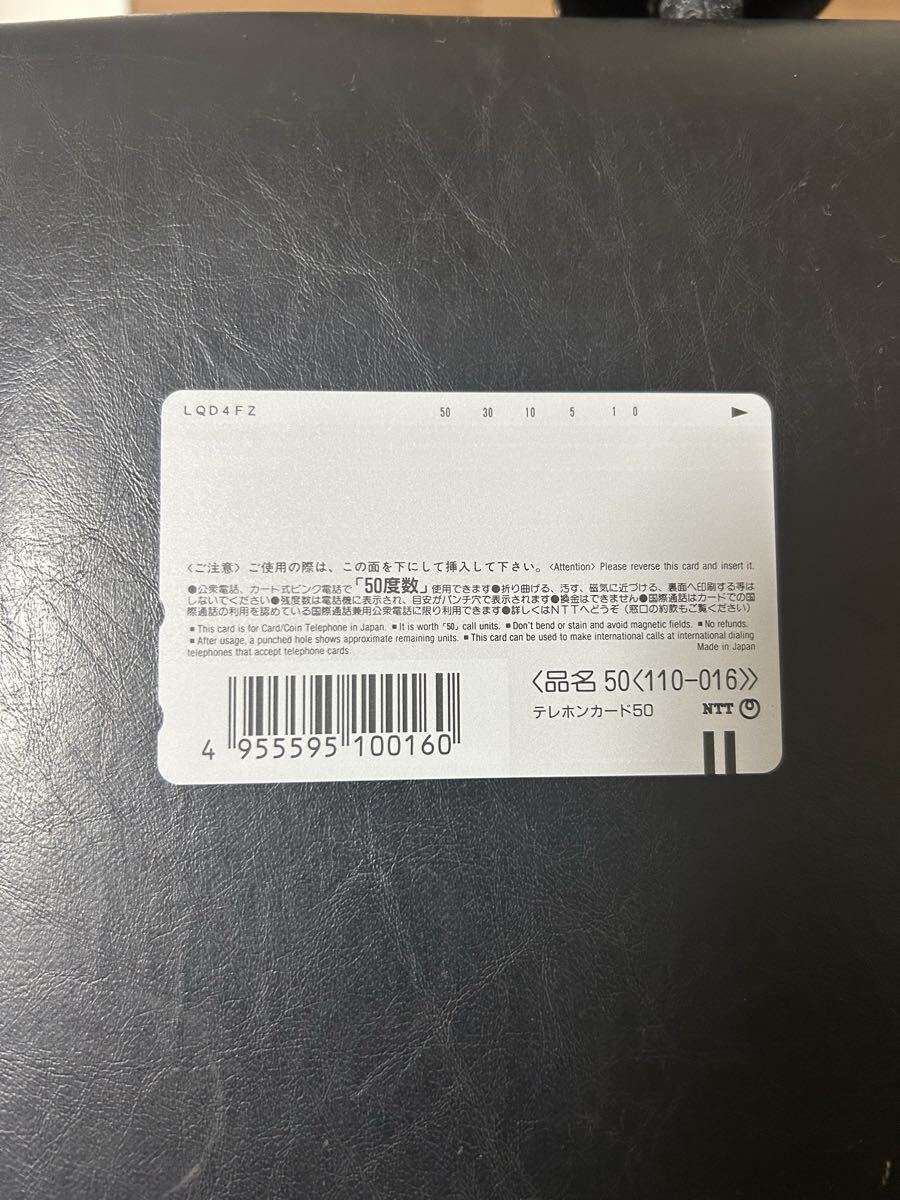 LQD4FZ 50 30 10 5 1 0
〈ご注意〉ご使用の際は、この面を下にして挿入して下さい。〈Attention〉Please reverse this card and insert it.
●公衆電話、カード式ピンク電話で「50度数」使用できます●折り曲げる、汚す、磁気に近づける、裏面へ印刷する等は
しないでください●残度数は電話機に表示され、目安がパンチ穴で表示されます●換金はできません●国際通話はカードでの国
際通話の利用を認めている国際通話兼用公衆電話に限り利用できます●詳しくはNTTへどうぞ(窓口の約款もご覧ください)
■This card is for Card/Coin Telephone in Japan. ■It is worth「50」call units. ■Don't bend or stain and avoid magnetic fields. ■No refunds.
■After usage, a punched hole shows approximate remaining units. ■This card can be used to make international calls at international dialing
telephones that accept telephone cards. Made in Japan
〈品名 50〈110-016〉〉
テレホンカード50 NTT
4 955595 100160